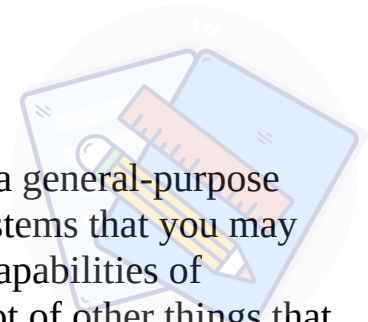 a general-purpose
stems that you may
apabilities of
ot of other things that